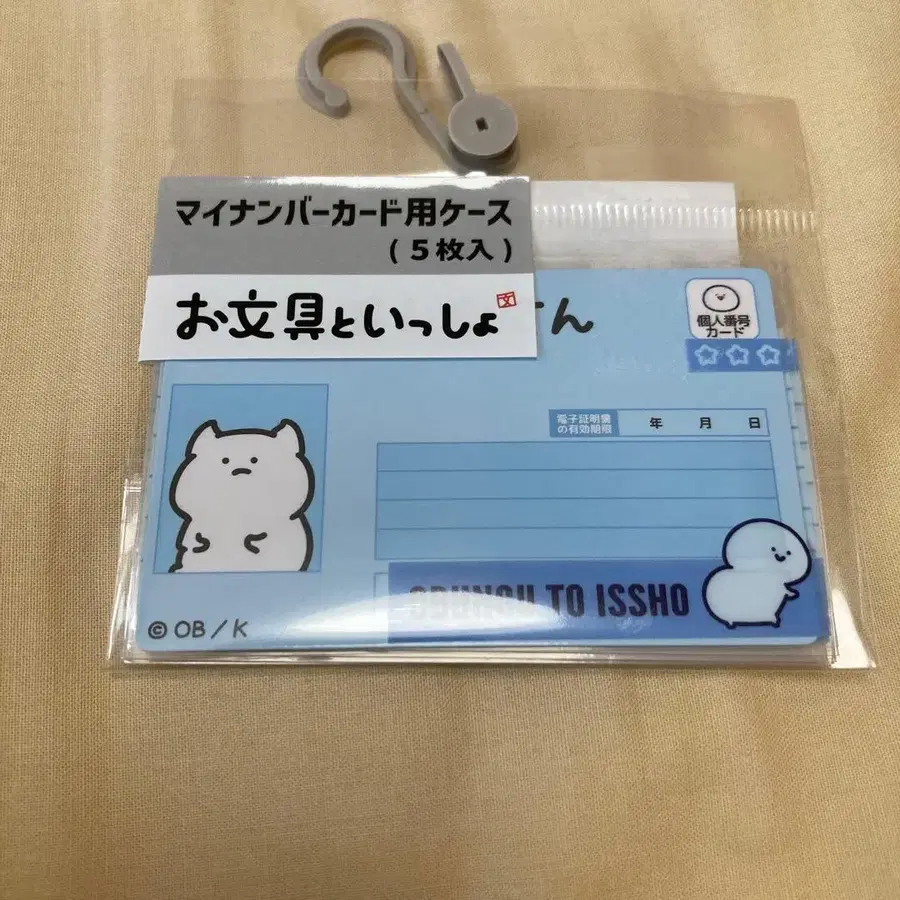 マイナンバーカード用ケース
(５枚入)
お文具といっしょ 文
さん
個人番号
カード
電子証明書
の有効期限
年 月 日
OBUNGU TO ISSHO
© OB/K